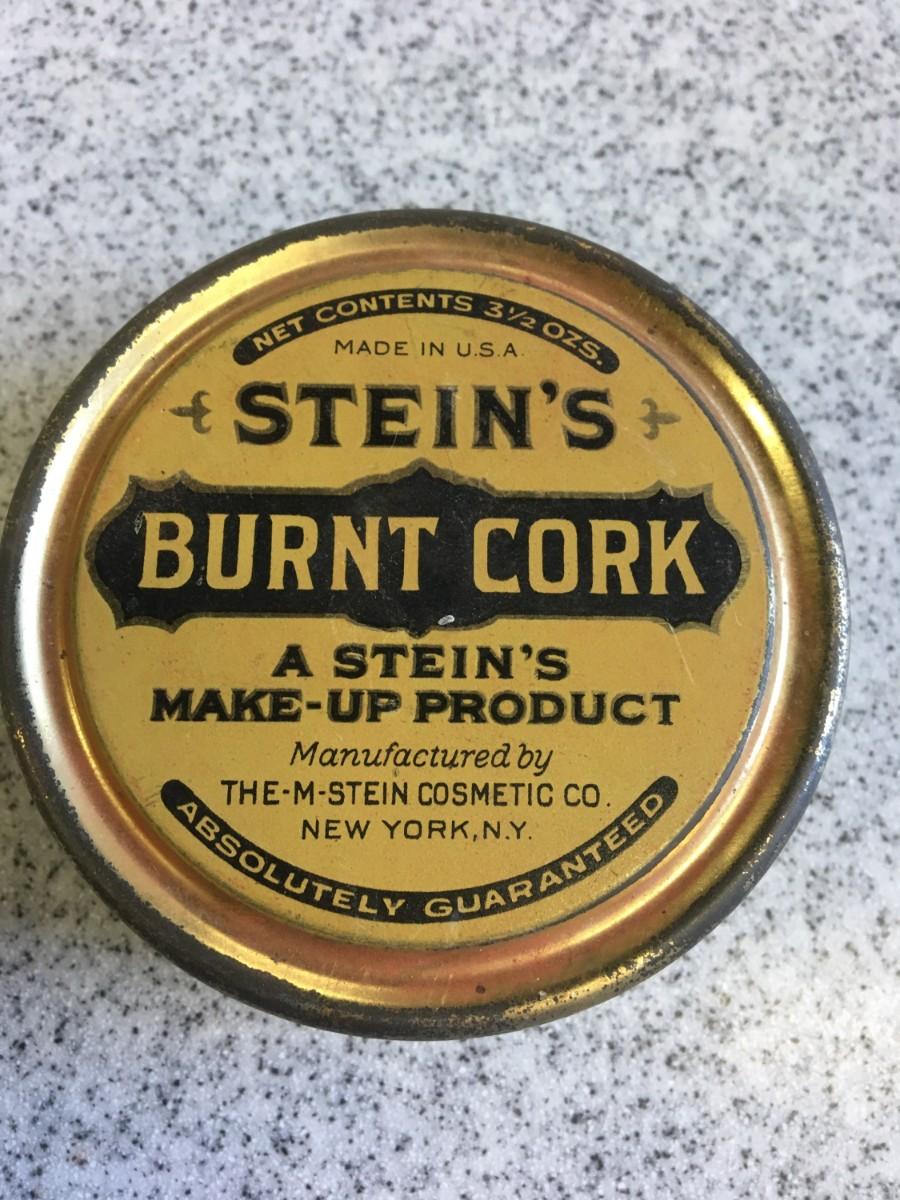 NET CONTENTS 3½ OZS.
MADE IN U.S.A.
STEIN'S
BURNT CORK
A STEIN'S
MAKE-UP PRODUCT
Manufactured by
THE-M-STEIN COSMETIC CO.
NEW YORK, N.Y.
ABSOLUTELY GUARANTEED